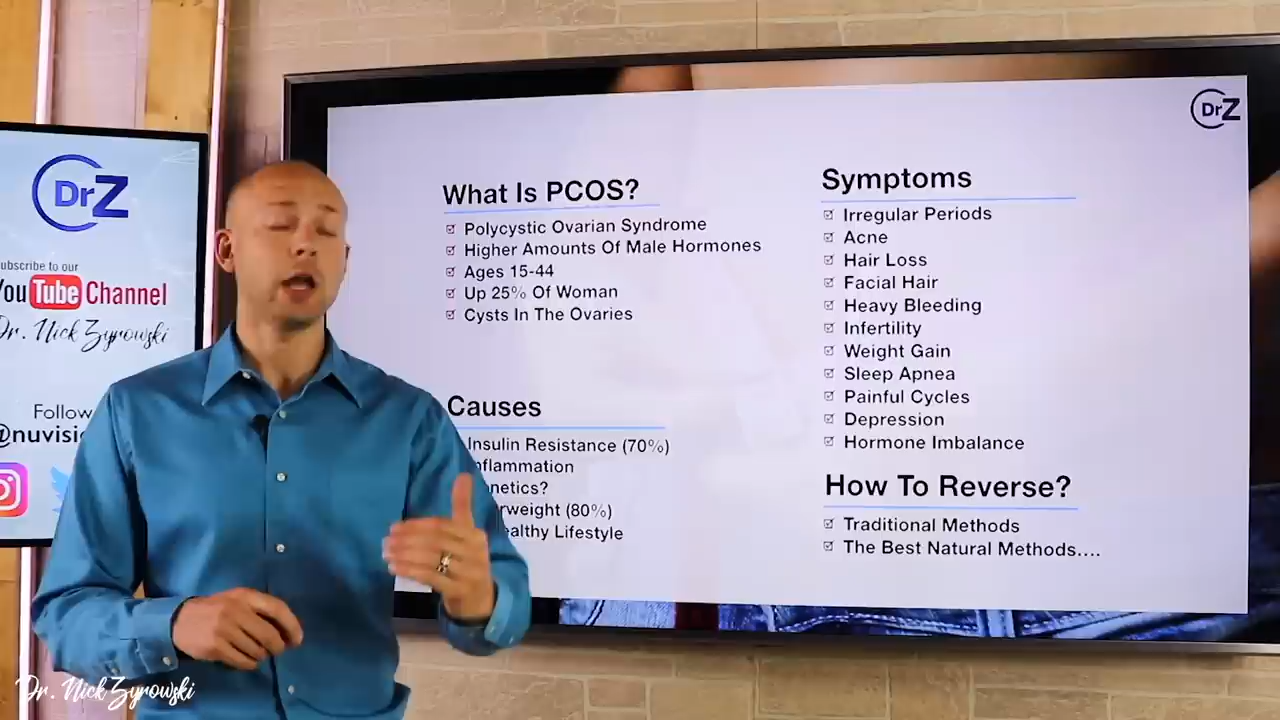 DrZ
ubscribe to our
YouTube Channel
Dr. Nick Zyrowski
Follow
@nuvisi
DrZ
What Is PCOS?
Polycystic Ovarian Syndrome
Higher Amounts Of Male Hormones
Ages 15-44
Up 25% Of Woman
Cysts In The Ovaries
Causes
Insulin Resistance (70%)
nflammation
netics?
rweight (80%)
ealthy Lifestyle
Symptoms
Irregular Periods
Acne
Hair Loss
Facial Hair
Heavy Bleeding
Infertility
Weight Gain
Sleep Apnea
Painful Cycles
Depression
Hormone Imbalance
How To Reverse?
Traditional Methods
The Best Natural Methods....
Dr. Nick Zyrowski